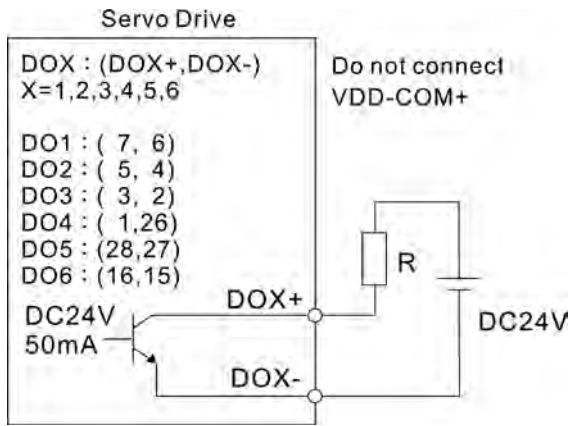 Servo Drive
DOX : (DOX+,DOX-)
X=1,2,3,4,5,6
Do not connect
VDD-COM+
DO1 : ( 7, 6)
DO2 : ( 5, 4)
DO3 : ( 3, 2)
DO4 : ( 1,26)
DO5 : (28,27)
DO6 : (16,15)
R
DOX+
DC24V
50mA
DC24V
DOX-